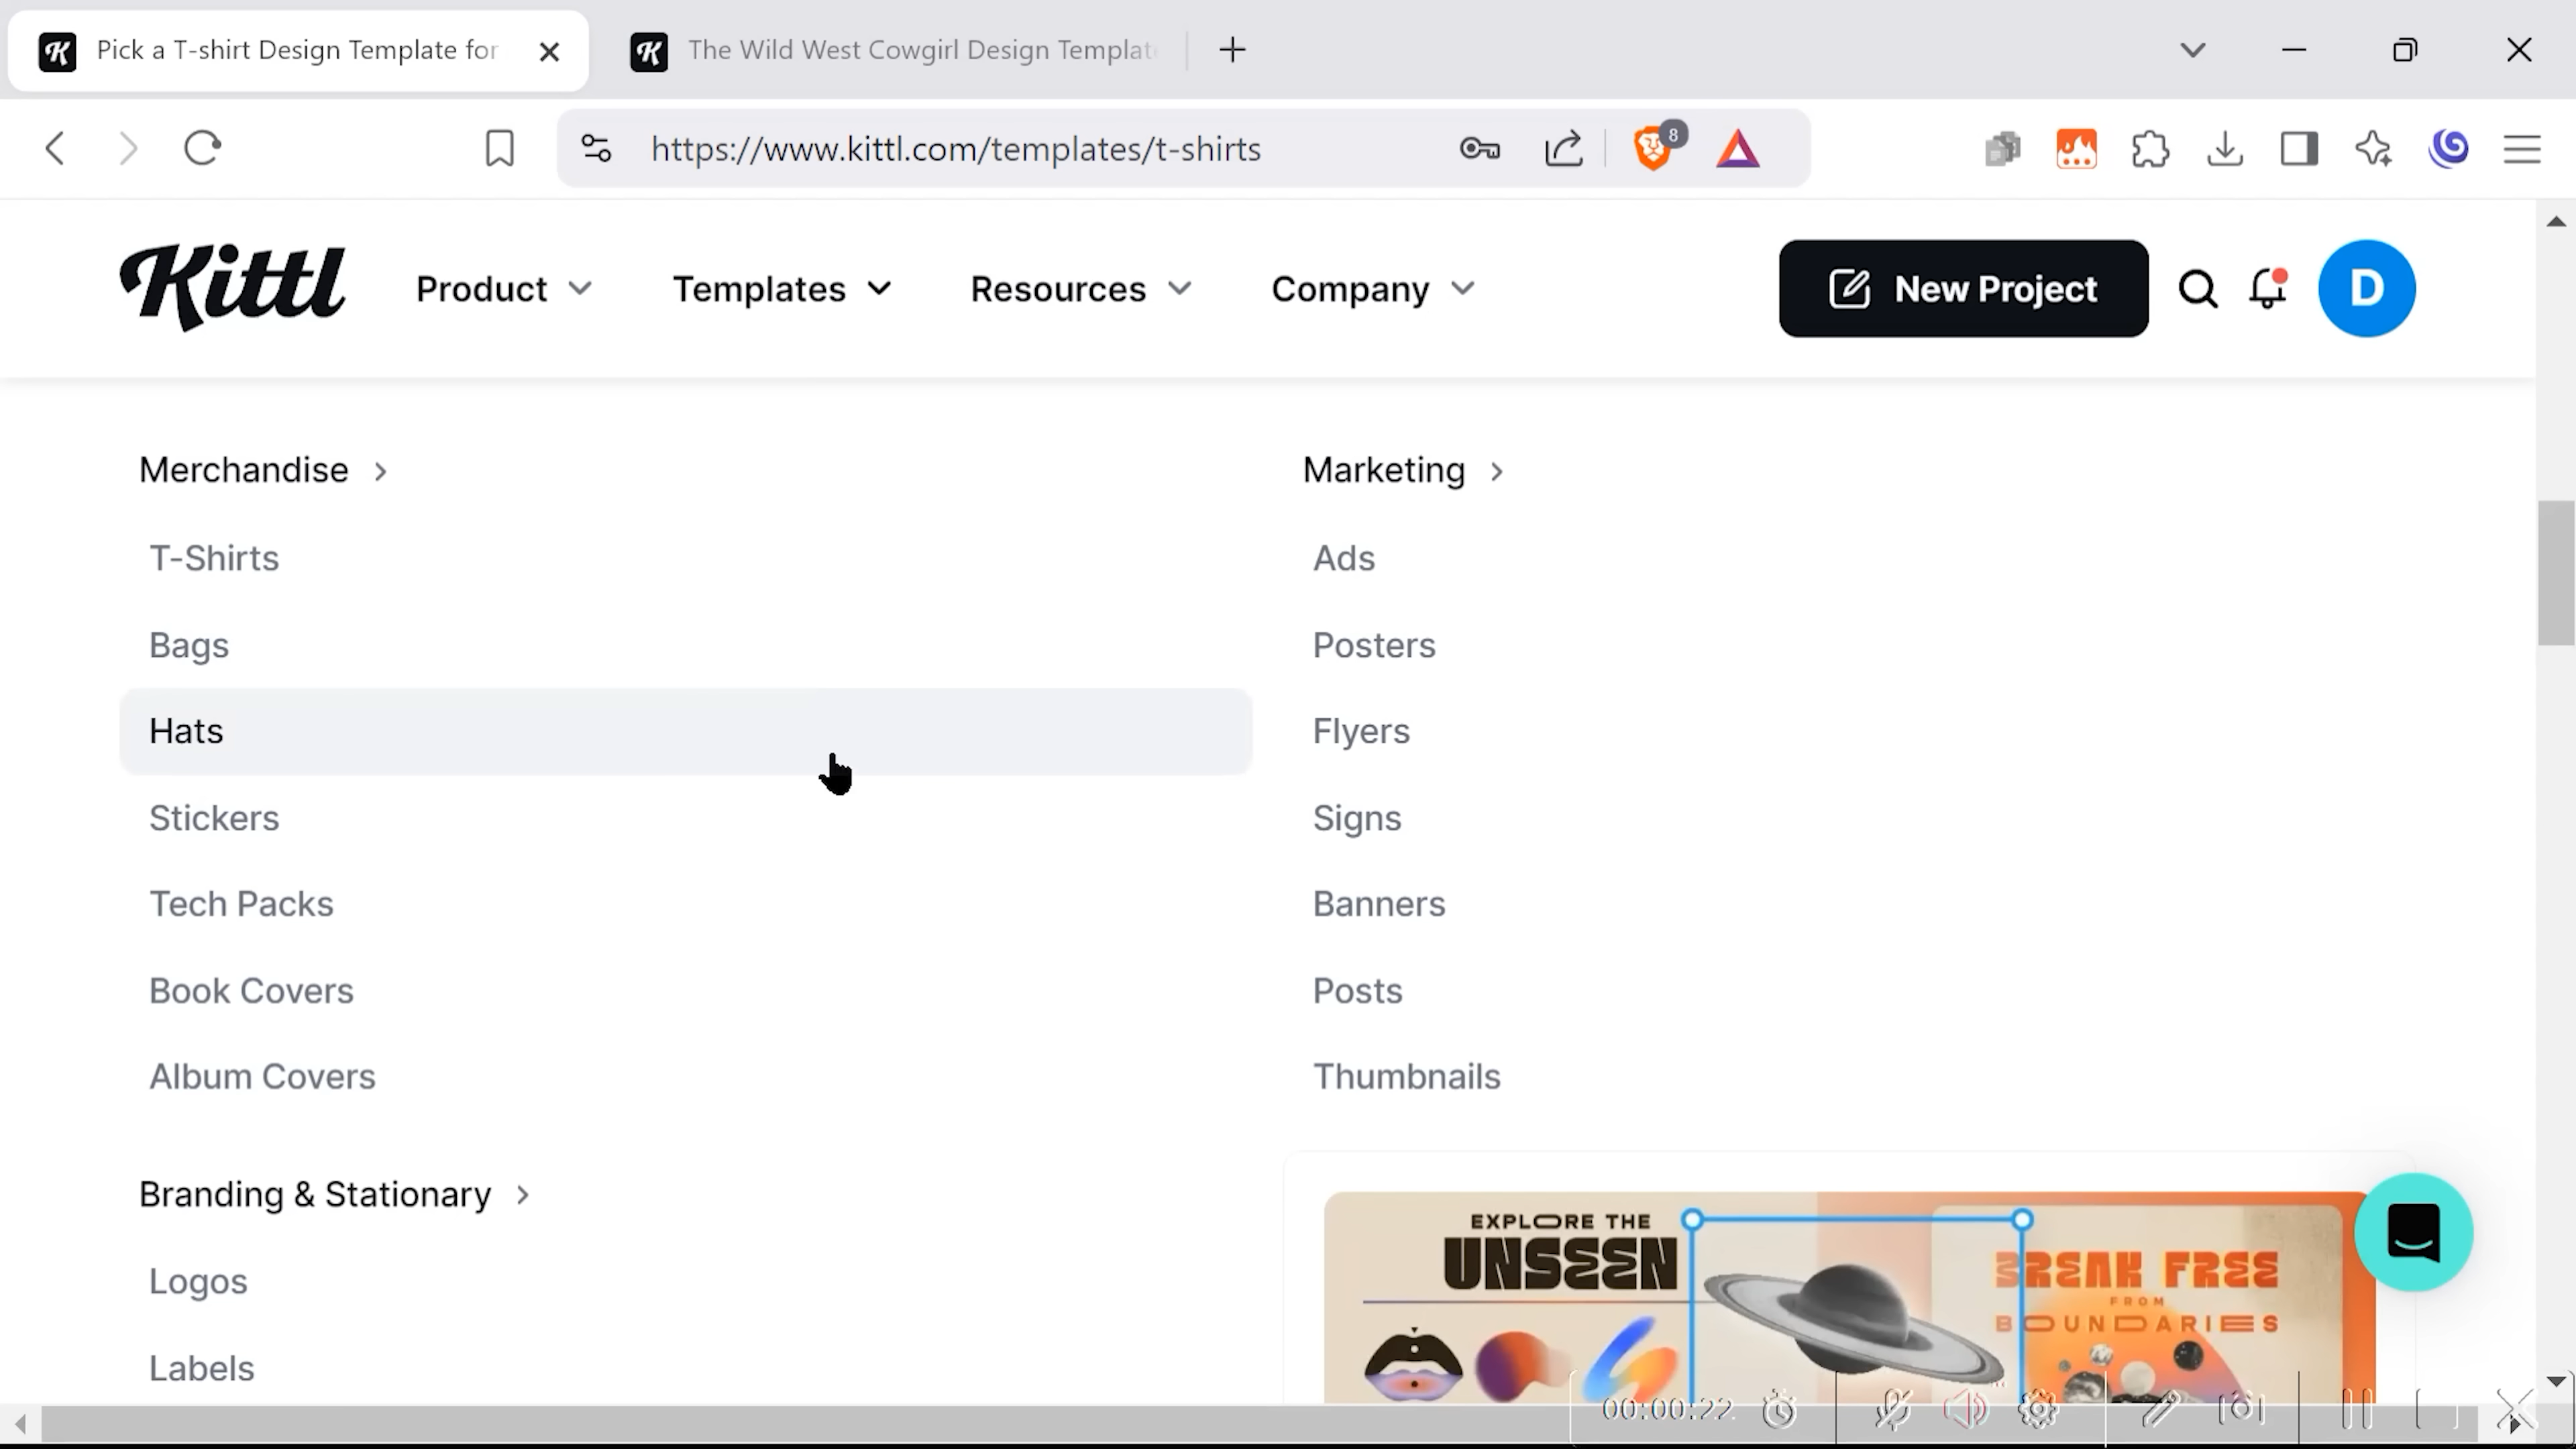 Pick a T-shirt Design Template for
The Wild West Cowgirl Design Templat
https://www.kittl.com/templates/t-shirts
8
Kittl
Product
Templates
Resources
Company
New Project
D
Merchandise
T-Shirts
Bags
Hats
Stickers
Tech Packs
Book Covers
Album Covers
Branding & Stationary
Logos
Labels
Marketing
Ads
Posters
Flyers
Signs
Banners
Posts
Thumbnails
EXPLORE THE
UNSEEN
BREAK FREE
FROM
BOUNDARIES
00:00:22